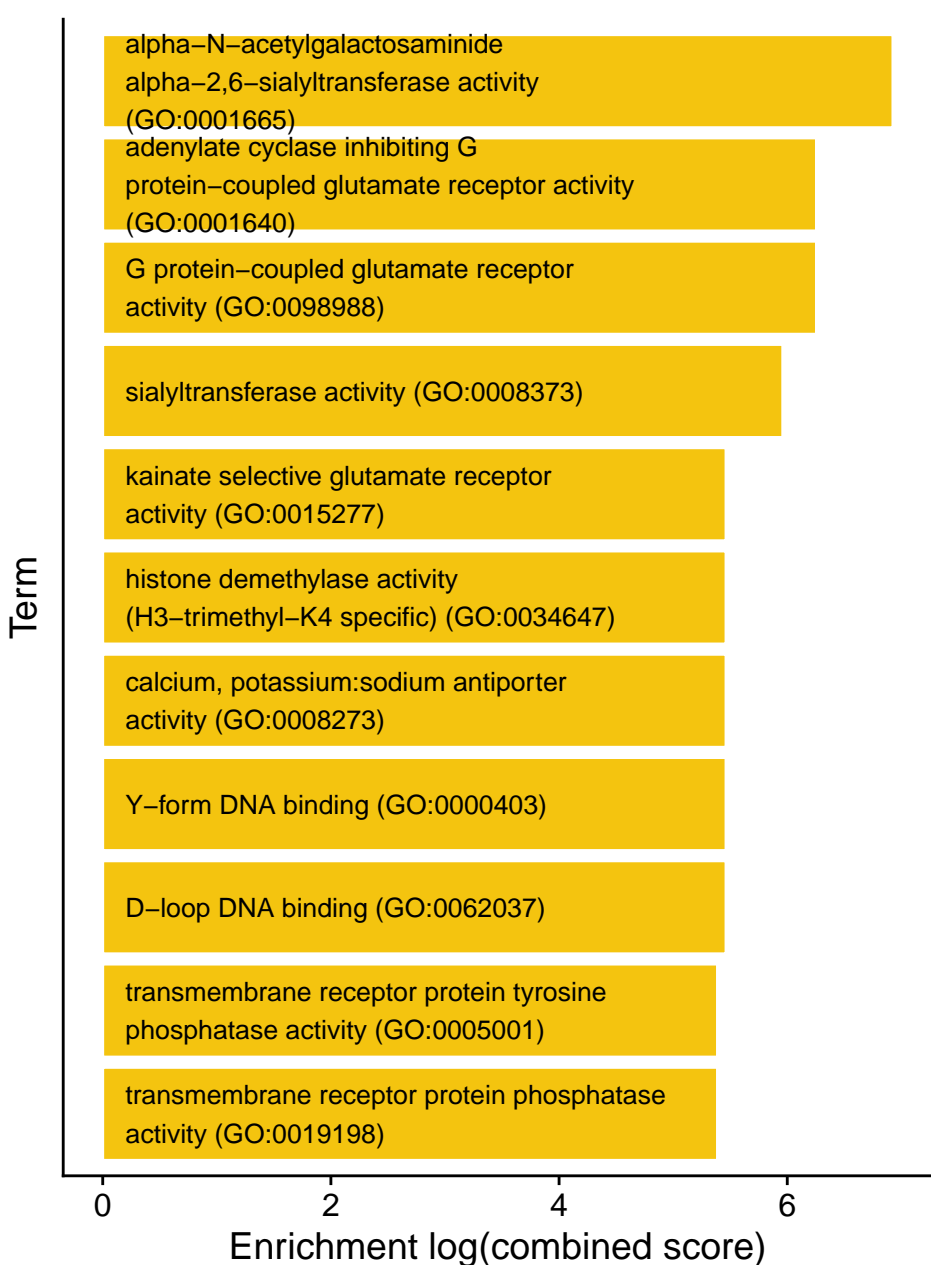 alpha−N−acetylgalactosaminide
alpha−2,6−sialyltransferase activity
(GO:0001665)
adenylate cyclase inhibiting G
protein−coupled glutamate receptor activity
(GO:0001640)
G protein−coupled glutamate receptor
activity (GO:0098988)
sialyltransferase activity (GO:0008373)
kainate selective glutamate receptor
activity (GO:0015277)
histone demethylase activity
(H3−trimethyl−K4 specific) (GO:0034647)
calcium, potassium:sodium antiporter
activity (GO:0008273)
Y−form DNA binding (GO:0000403)
D−loop DNA binding (GO:0062037)
transmembrane receptor protein tyrosine
phosphatase activity (GO:0005001)
transmembrane receptor protein phosphatase
activity (GO:0019198)
Term
0 2 4 6
Enrichment log(combined score)